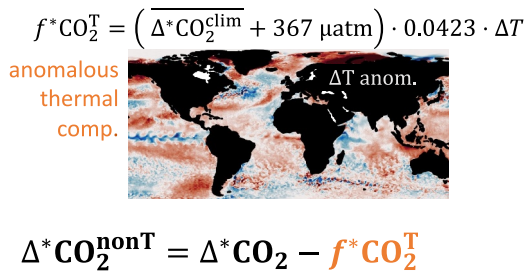 f*CO₂ᵀ = ( Δ*CO₂ᶜˡⁱᵐ + 367 μatm ) · 0.0423 · ΔT
anomalous
thermal
comp.
ΔT anom.
Δ*CO₂ⁿᵒⁿᵀ = Δ*CO₂ − f*CO₂ᵀ